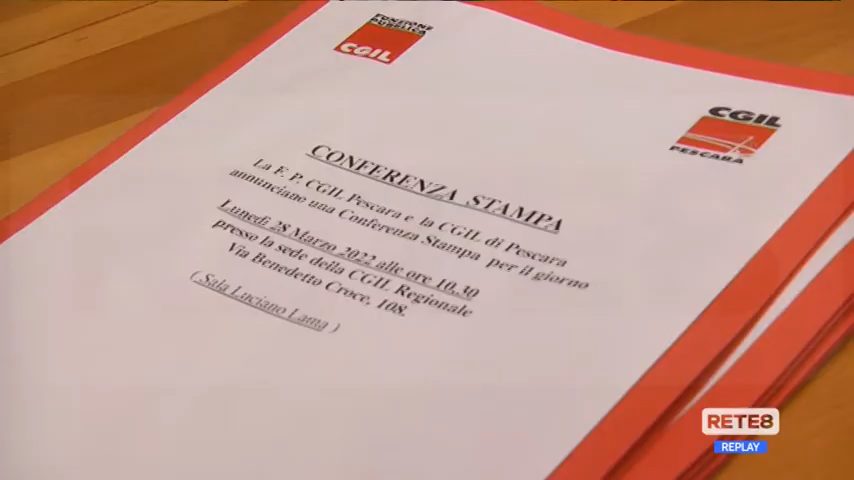 FUNZIONE
PUBBLICA
CGIL
CGIL
PESCARA
CONFERENZA STAMPA
La F. P. CGIL Pescara e la CGIL di Pescara
annunciano una Conferenza Stampa per il giorno
Lunedì 28 Marzo 2022 alle ore 10,30
presso la sede della CGIL Regionale
Via Benedetto Croce, 108.
( Sala Luciano Lama )
RETE8
REPLAY